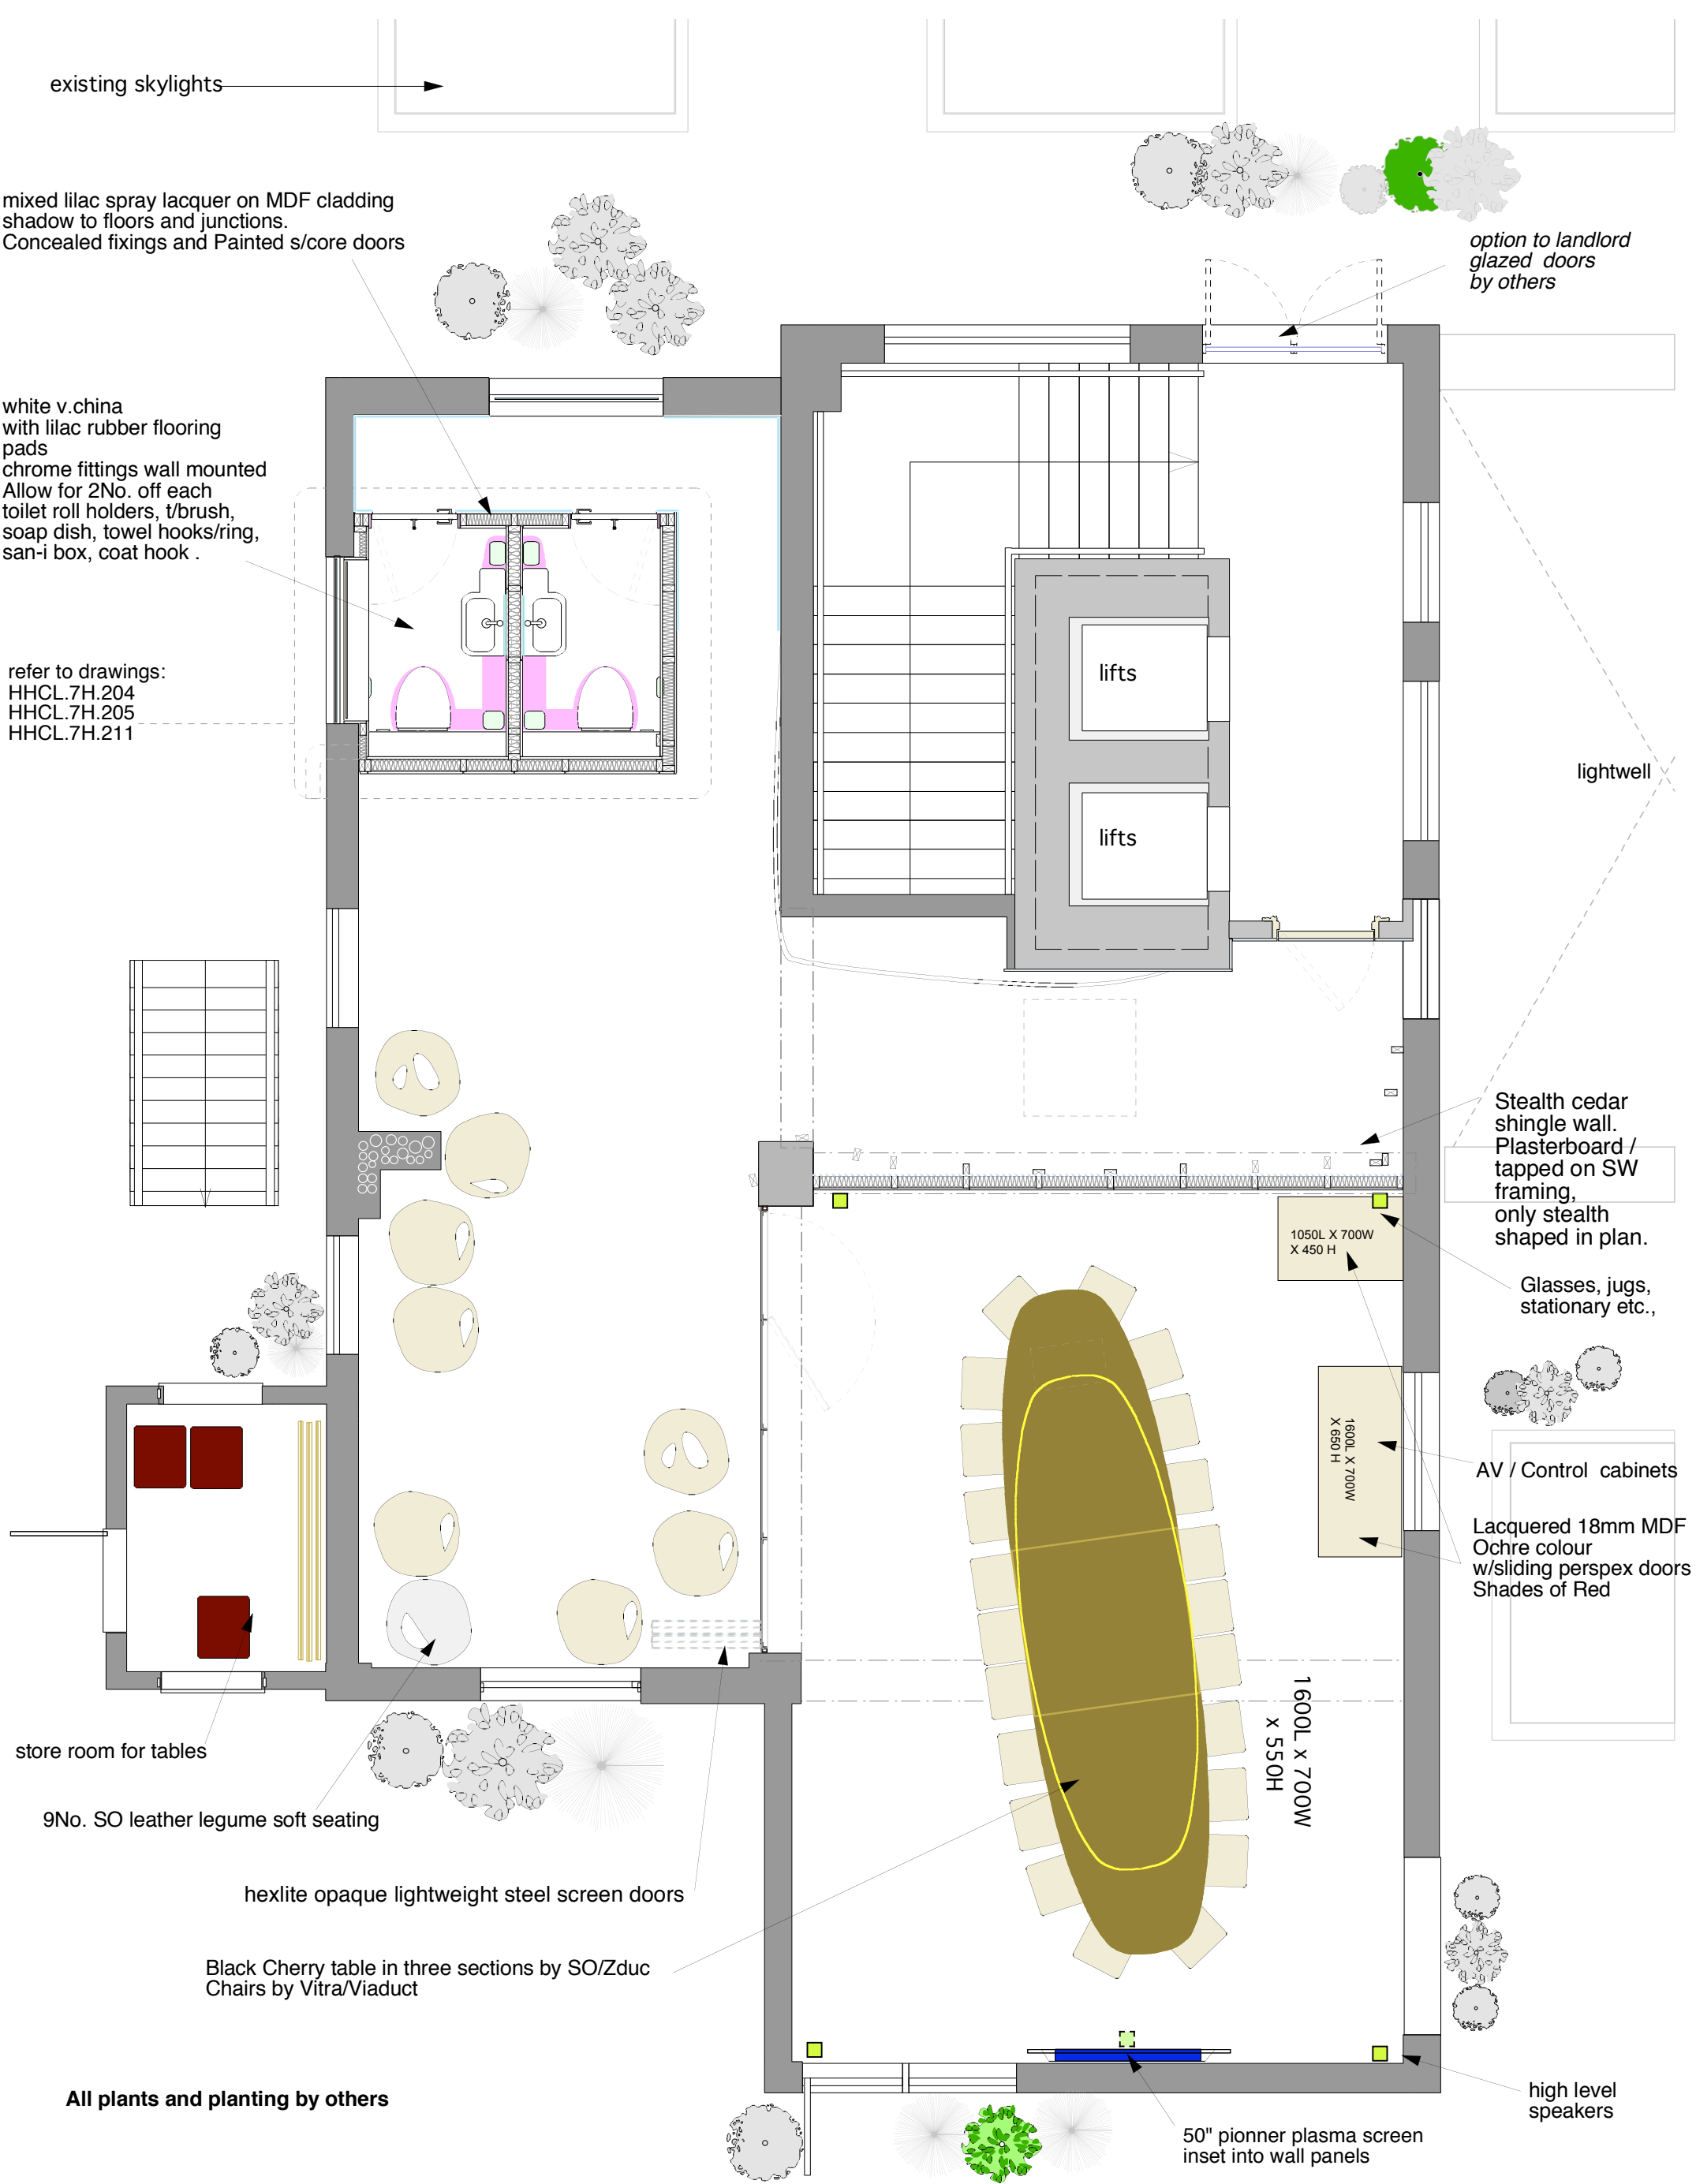 existing skylights
mixed lilac spray lacquer on MDF cladding
shadow to floors and junctions.
Concealed fixings and Painted s/core doors
option to landlord
glazed  doors
by others
white v.china
with lilac rubber flooring
pads
chrome fittings wall mounted
Allow for 2No. off each
toilet roll holders, t/brush,
soap dish, towel hooks/ring,
san-i box, coat hook .
refer to drawings:
HHCL.7H.204
HHCL.7H.205
HHCL.7H.211
lifts
lifts
lightwell
Stealth cedar
shingle wall.
Plasterboard /
tapped on SW
framing,
only stealth
shaped in plan.
1050L X 700W
X 450 H
Glasses, jugs,
stationary etc.,
1600L X 700W
X 650 H
AV / Control  cabinets
Lacquered 18mm MDF
Ochre colour
w/sliding perspex doors
Shades of Red
1600L X 700W
X 550H
store room for tables
9No. SO leather legume soft seating
hexlite opaque lightweight steel screen doors
Black Cherry table in three sections by SO/Zduc
Chairs by Vitra/Viaduct
All plants and planting by others
high level
speakers
50" pionner plasma screen
inset into wall panels